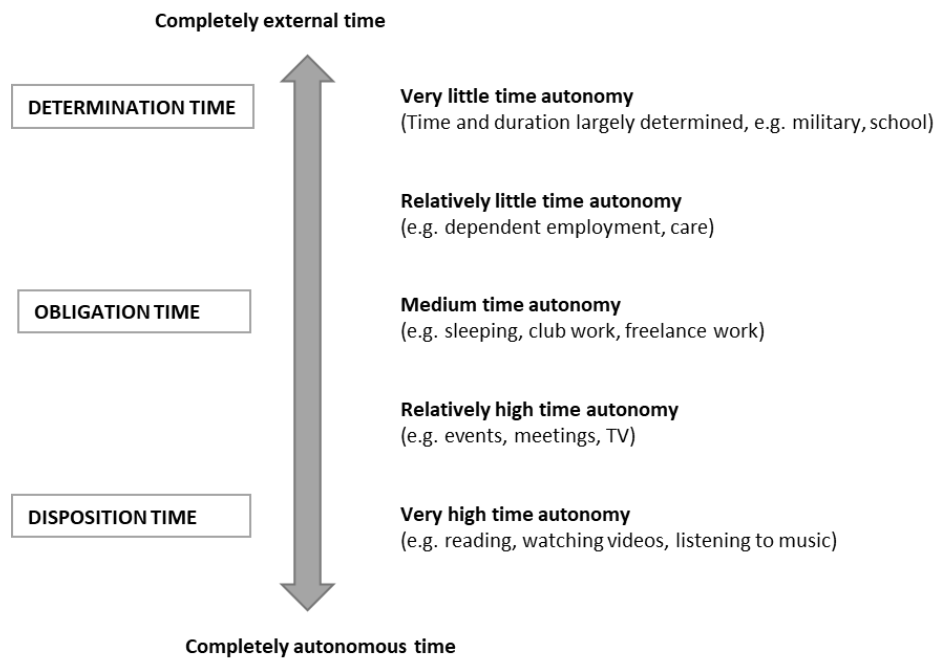 Completely external time
DETERMINATION TIME
Very little time autonomy
(Time and duration largely determined, e.g. military, school)
Relatively little time autonomy
(e.g. dependent employment, care)
OBLIGATION TIME
Medium time autonomy
(e.g. sleeping, club work, freelance work)
Relatively high time autonomy
(e.g. events, meetings, TV)
DISPOSITION TIME
Very high time autonomy
(e.g. reading, watching videos, listening to music)
Completely autonomous time